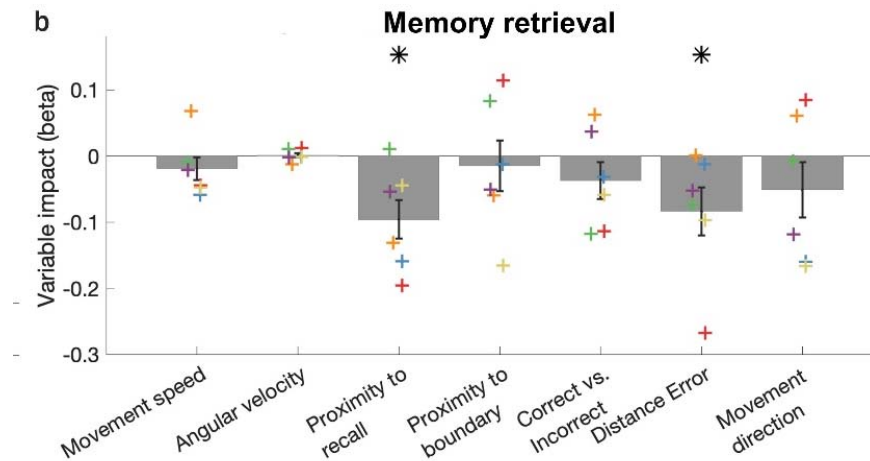 b
Memory retrieval
Variable impact (beta)
0.1
0
-0.1
-0.2
-0.3
Movement speed
Angular velocity
Proximity to
recall
Proximity to
boundary
Correct vs.
Incorrect
Distance Error
Movement
direction